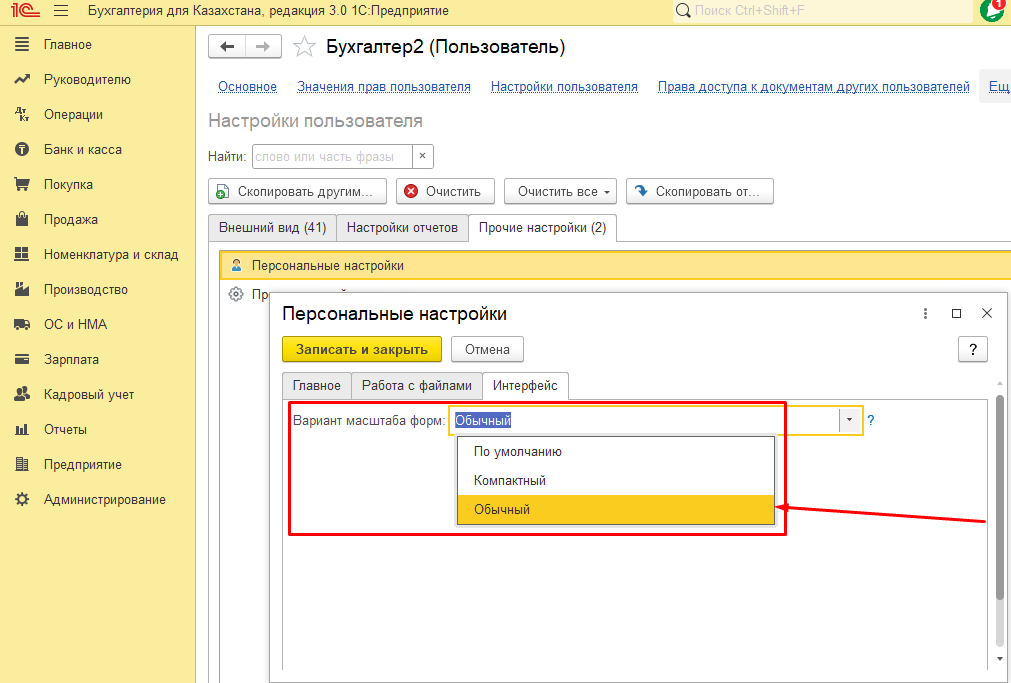 1С Бухгалтерия для Казахстана, редакция 3.0 1С:Предприятие
Поиск Ctrl+Shift+F
1
Главное
Руководителю
Операции
Банк и касса
Покупка
Продажа
Номенклатура и склад
Производство
ОС и НМА
Зарплата
Кадровый учет
Отчеты
Предприятие
Администрирование
Бухгалтер2 (Пользователь)
Основное Значения прав пользователя Настройки пользователя Права доступа к документам других пользователей Ещ
Настройки пользователя
Найти: слово или часть фразы ×
Скопировать другим... Очистить Очистить все Скопировать от...
Внешний вид (41) Настройки отчетов Прочие настройки (2)
Персональные настройки
Пр
Персональные настройки
Записать и закрыть Отмена ?
Главное Работа с файлами Интерфейс
Вариант масштаба форм: Обычный ?
По умолчанию
Компактный
Обычный